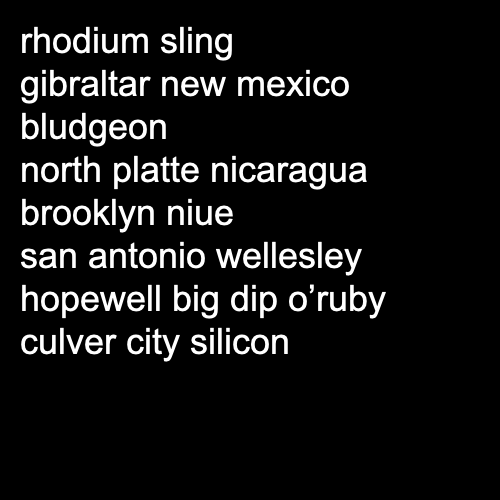 rhodium sling
gibraltar new mexico
bludgeon
north platte nicaragua
brooklyn niue
san antonio wellesley
hopewell big dip o’ruby
culver city silicon